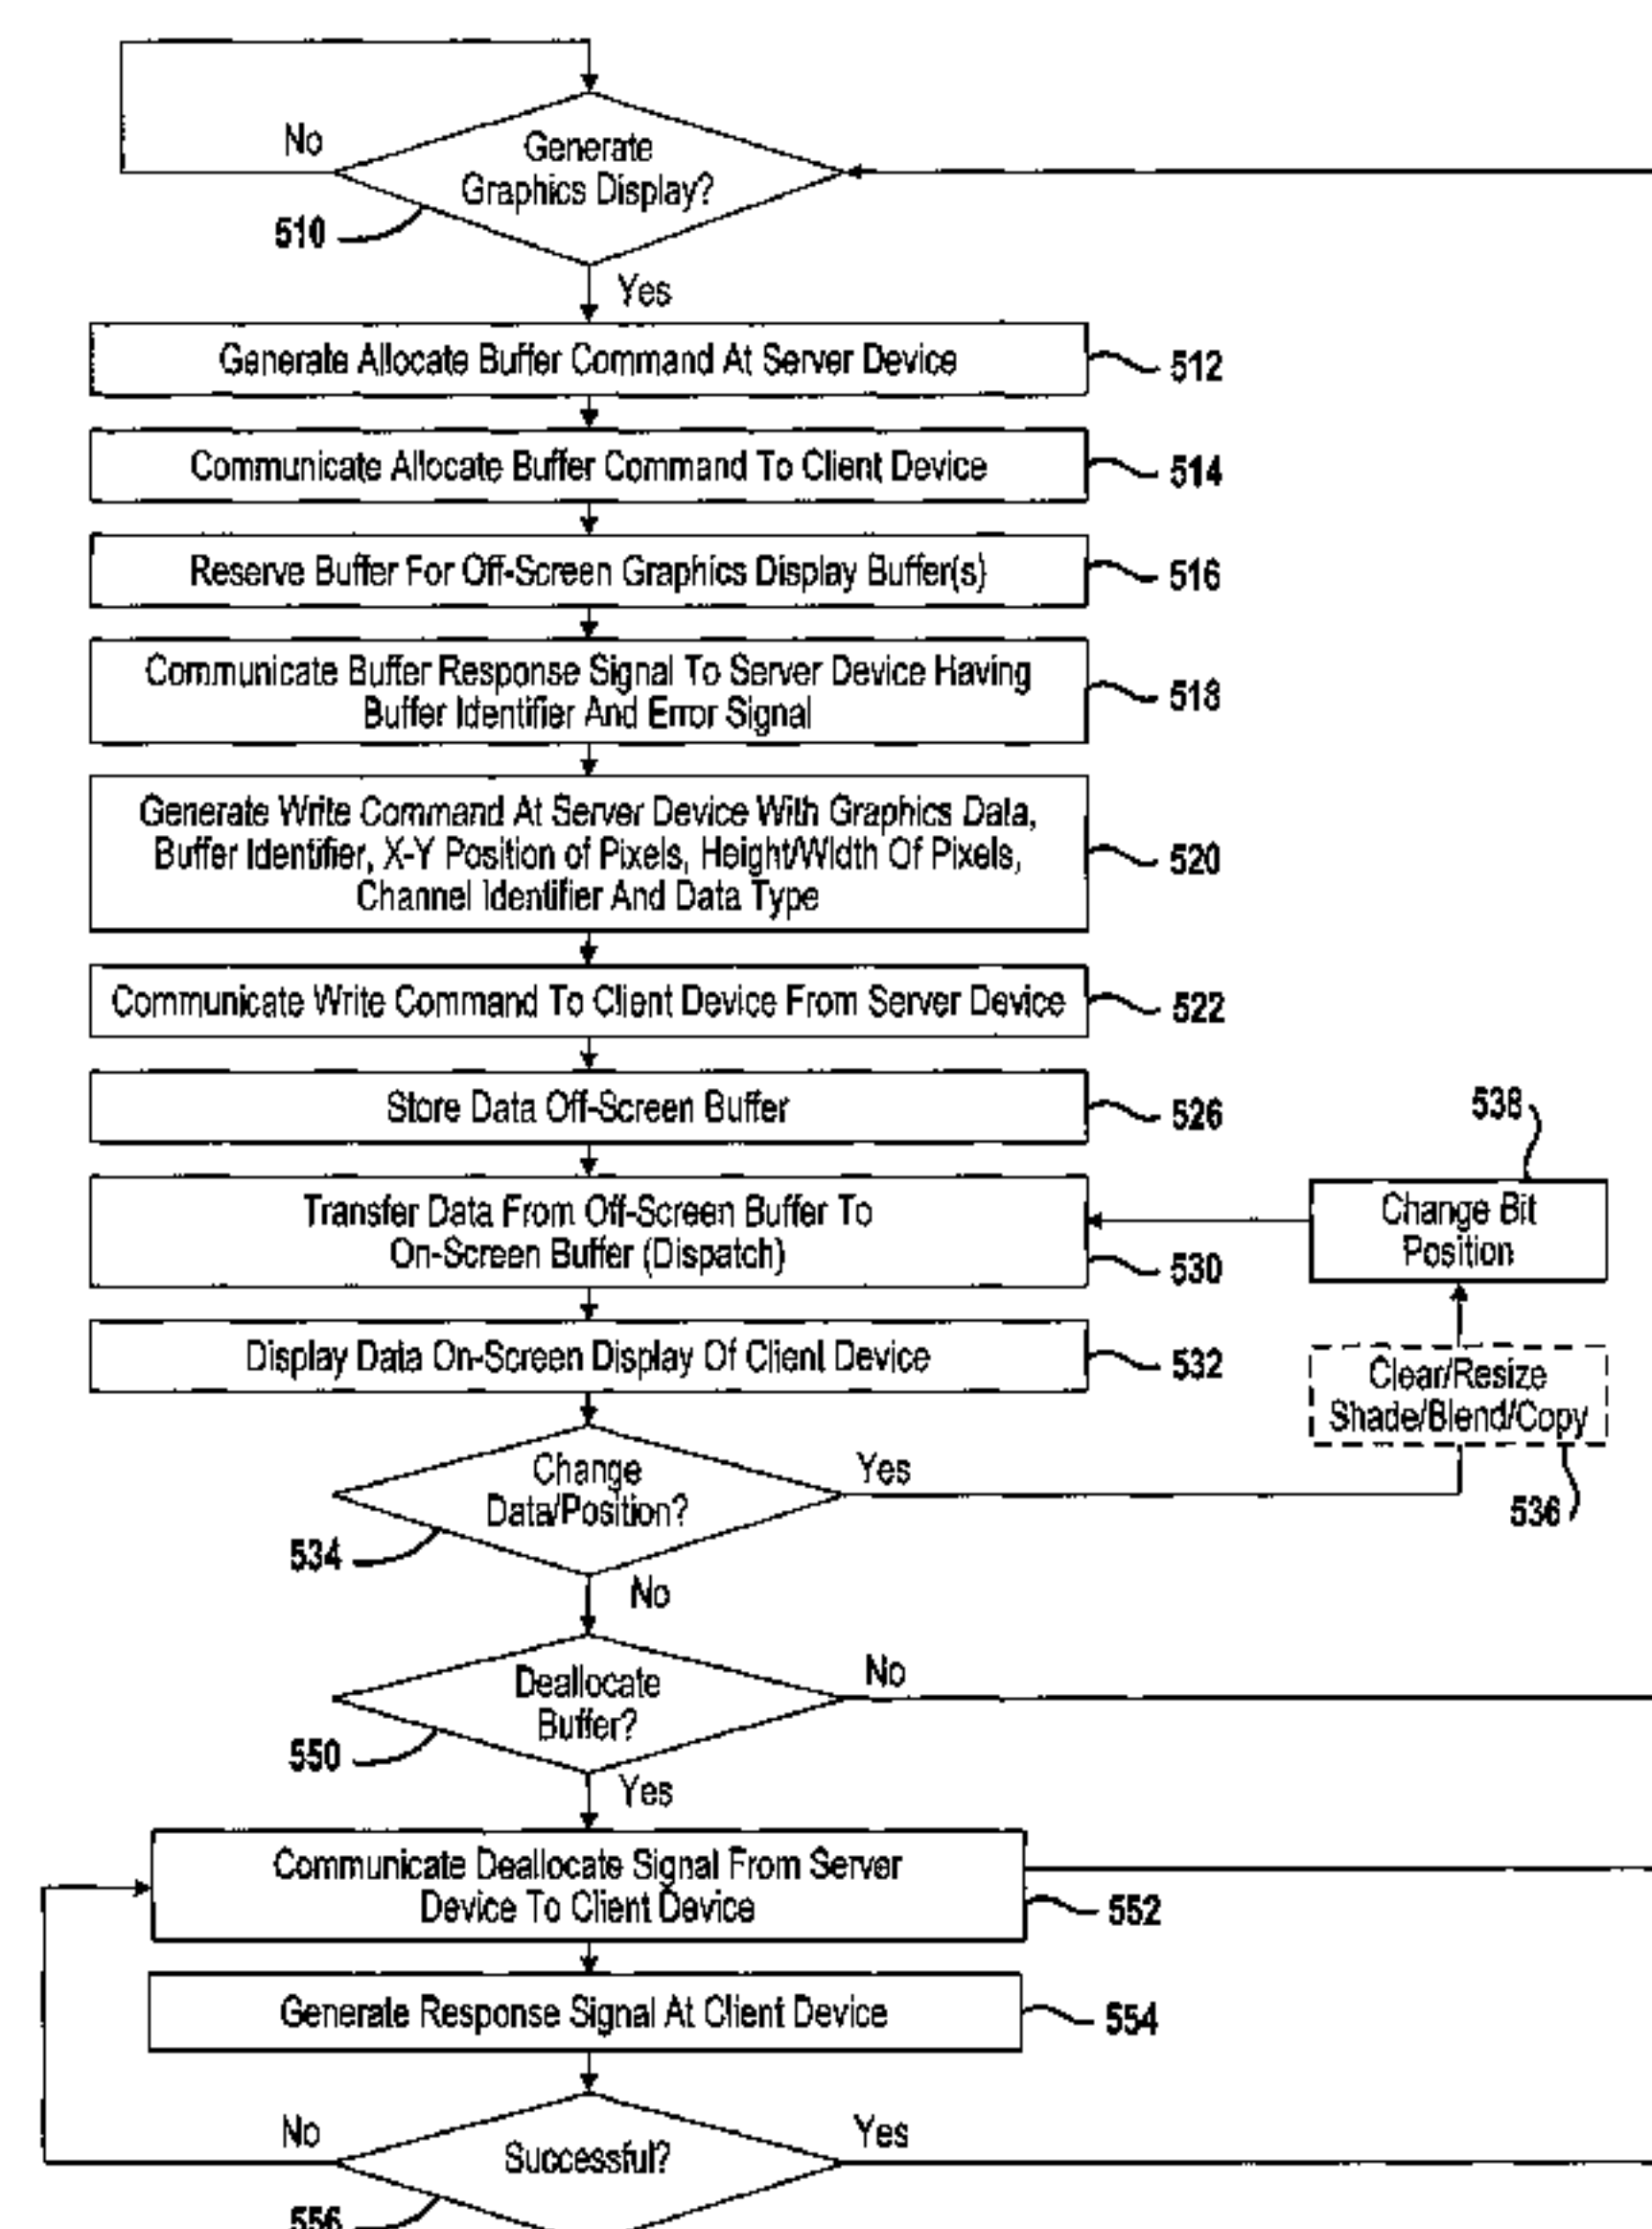 No
Generate
Graphics Display?
510
Yes
Generate Allocate Buffer Command At Server Device
512
Communicate Allocate Buffer Command To Client Device
514
Reserve Buffer For Off-Screen Graphics Display Buffer(s)
516
Communicate Buffer Response Signal To Server Device Having
Buffer Identifier And Error Signal
518
Generate Write Command At Server Device With Graphics Data,
Buffer Identifier, X-Y Position of Pixels, Height/Width Of Pixels,
Channel Identifier And Data Type
520
Communicate Write Command To Client Device From Server Device
522
Store Data Off-Screen Buffer
526
538
Transfer Data From Off-Screen Buffer To
On-Screen Buffer (Dispatch)
530
Change Bit
Position
Display Data On-Screen Display Of Client Device
532
Clear/Resize
Shade/Blend/Copy
536
Change
Data/Position?
Yes
534
No
Deallocate
Buffer?
No
550
Yes
Communicate Deallocate Signal From Server
Device To Client Device
552
Generate Response Signal At Client Device
554
No
Successful?
Yes
556